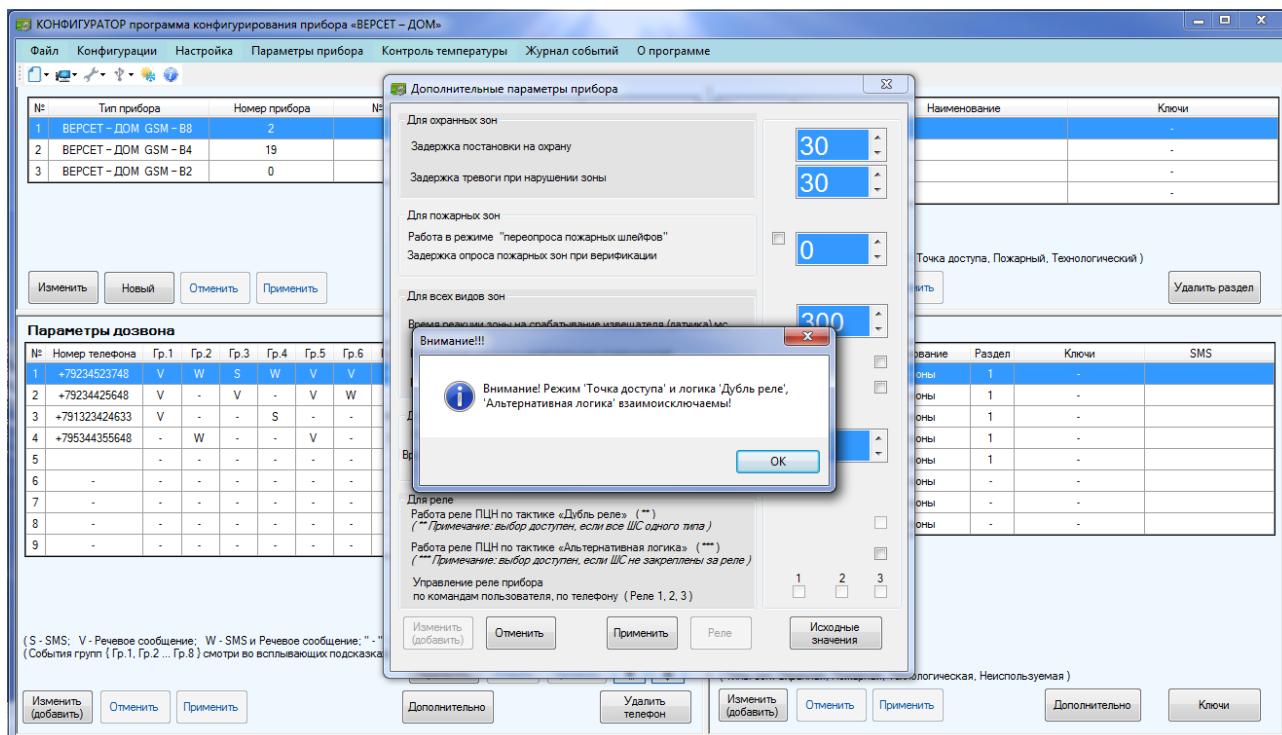 КОНФИГУРАТОР программа конфигурирования прибора «ВЕРСЕТ – ДОМ»
Файл Конфигурации Настройка Параметры прибора Контроль температуры Журнал событий О программе
№ Тип прибора Номер прибора
1 ВЕРСЕТ – ДОМ GSM – В8 2
2 ВЕРСЕТ – ДОМ GSM – В4 19
3 ВЕРСЕТ – ДОМ GSM – В2 0
Изменить Новый Отменить Применить
Параметры дозвона
№ Номер телефона Гр.1 Гр.2 Гр.3 Гр.4 Гр.5 Гр.6
1 +79234523748 V W S W V V
2 +79234425648 V - V - V W
3 +791323424633 V - - S - -
4 +795344355648 - W - - V -
5 - - - - - -
6 - - - - - - -
7 - - - - - - -
8 - - - - - - -
9 - - - - - - -
( S - SMS; V - Речевое сообщение; W - SMS и Речевое сообщение; " - "
(События групп { Гр.1, Гр.2 ... Гр.8 } смотри во всплывающих подсказка
Изменить (добавить) Отменить Применить
Дополнительно
Удалить телефон
Дополнительные параметры прибора
Для охранных зон
Задержка постановки на охрану 30
Задержка тревоги при нарушении зоны 30
Для пожарных зон
Работа в режиме "переопроса пожарных шлейфов"
Задержка опроса пожарных зон при верификации 0
Для всех видов зон
Время реакции зоны на срабатывание извещателя (датчика) мс 300
Внимание!!!
Внимание! Режим 'Точка доступа' и логика 'Дубль реле',
'Альтернативная логика' взаимоисключаемы!
OK
Для реле
Работа реле ПЦН по тактике «Дубль реле» ( ** )
( ** Примечание: выбор доступен, если все ШС одного типа )
Работа реле ПЦН по тактике «Альтернативная логика» ( *** )
( *** Примечание: выбор доступен, если ШС не закреплены за реле )
Управление реле прибора 1 2 3
по командам пользователя, по телефону ( Реле 1, 2, 3 )
Изменить (добавить) Отменить Применить Реле Исходные значения
Наименование Ключи
-
-
-
-
Точка доступа, Пожарный, Технологический )
Удалить раздел
Раздел Ключи SMS
оны 1 -
оны 1 -
оны 1 -
оны 1 -
оны 1 -
оны - -
оны - -
оны - -
Неиспользуемая )
Изменить (добавить) Отменить Применить Дополнительно Ключи